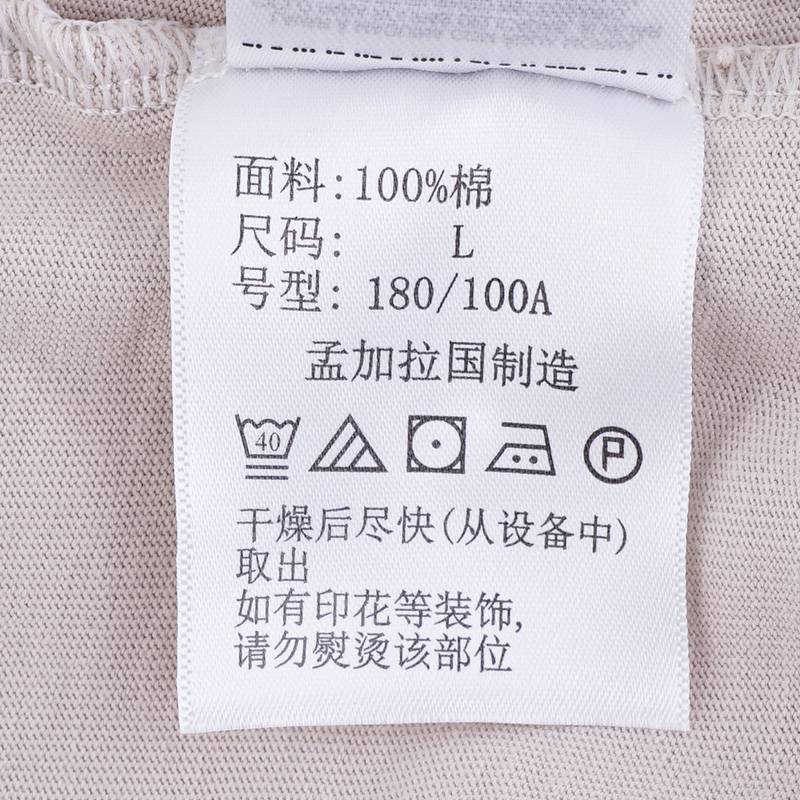 面料:100%棉
尺码: L
号型: 180/100A
孟加拉国制造
40
P
干燥后尽快(从设备中)
取出
如有印花等装饰,
请勿熨烫该部位